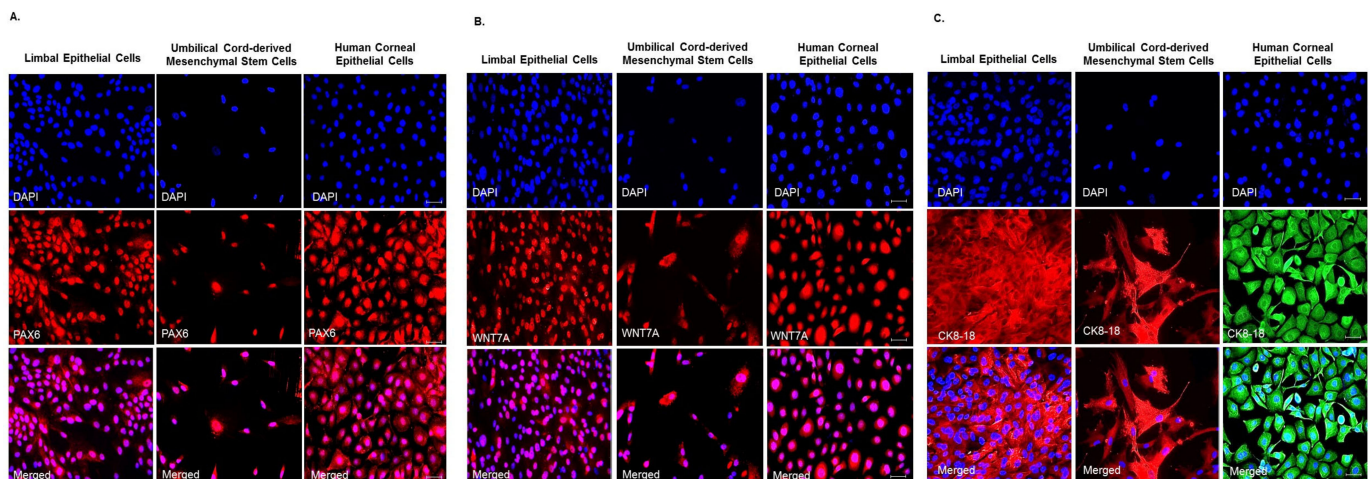 A.
Limbal Epithelial Cells
Umbilical Cord-derived
Mesenchymal Stem Cells
Human Corneal
Epithelial Cells
DAPI
DAPI
DAPI
PAX6
PAX6
PAX6
Merged
Merged
Merged
B.
Limbal Epithelial Cells
Umbilical Cord-derived
Mesenchymal Stem Cells
Human Corneal
Epithelial Cells
DAPI
DAPI
DAPI
WNT7A
WNT7A
WNT7A
Merged
Merged
Merged
C.
Limbal Epithelial Cells
Umbilical Cord-derived
Mesenchymal Stem Cells
Human Corneal
Epithelial Cells
DAPI
DAPI
DAPI
CK8-18
CK8-18
CK8-18
Merged
Merged
Merged